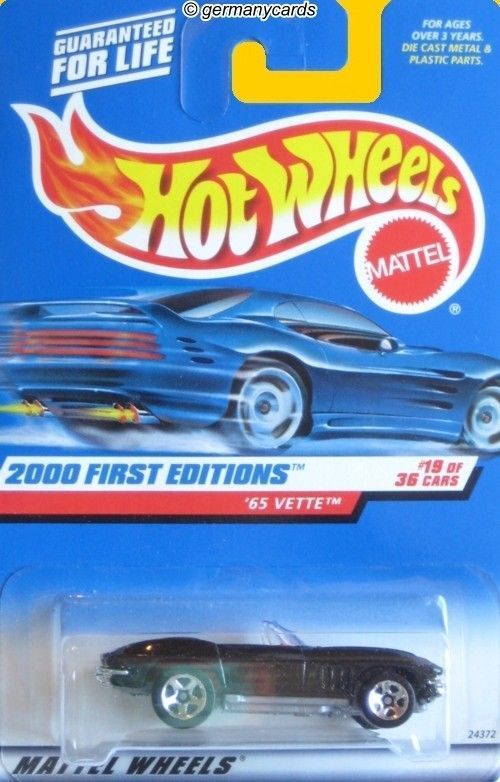 © germanycards
GUARANTEED
FOR LIFE
FOR AGES
OVER 3 YEARS.
DIE CAST METAL &
PLASTIC PARTS.
HOT WHEELS
MATTEL
®
2000 FIRST EDITIONS™
#19 OF
36 CARS
'65 VETTE™
24372
MATTEL WHEELS